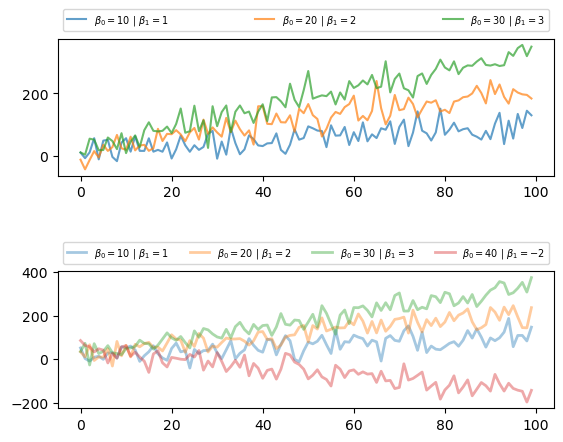 β₀ = 10 | β₁ = 1 β₀ = 20 | β₁ = 2 β₀ = 30 | β₁ = 3
200
0
0 20 40 60 80 100
β₀ = 10 | β₁ = 1 β₀ = 20 | β₁ = 2 β₀ = 30 | β₁ = 3 β₀ = 40 | β₁ = −2
400
200
0
−200
0 20 40 60 80 100